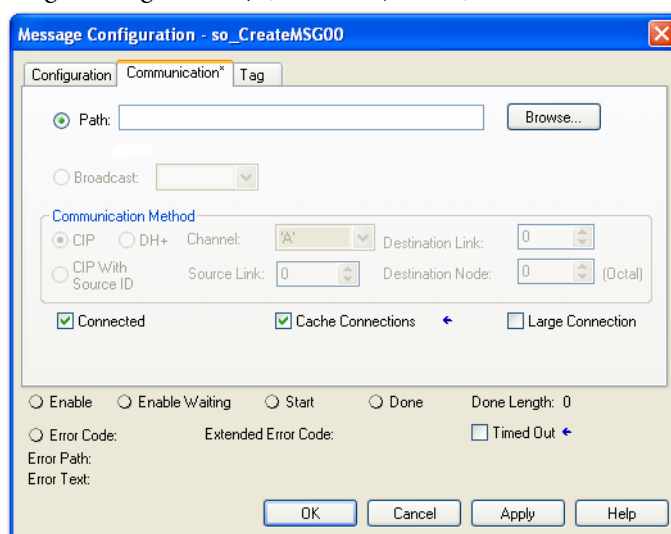 Message Configuration - so_CreateMSG00
Configuration Communication* Tag
Path: Browse...
Broadcast:
Communication Method
CIP DH+ Channel: 'A' Destination Link: 0
CIP With Source ID Source Link: 0 Destination Node: 0 (Octal)
Connected Cache Connections Large Connection
Enable Enable Waiting Start Done Done Length: 0
Error Code: Extended Error Code: Timed Out
Error Path:
Error Text:
OK Cancel Apply Help